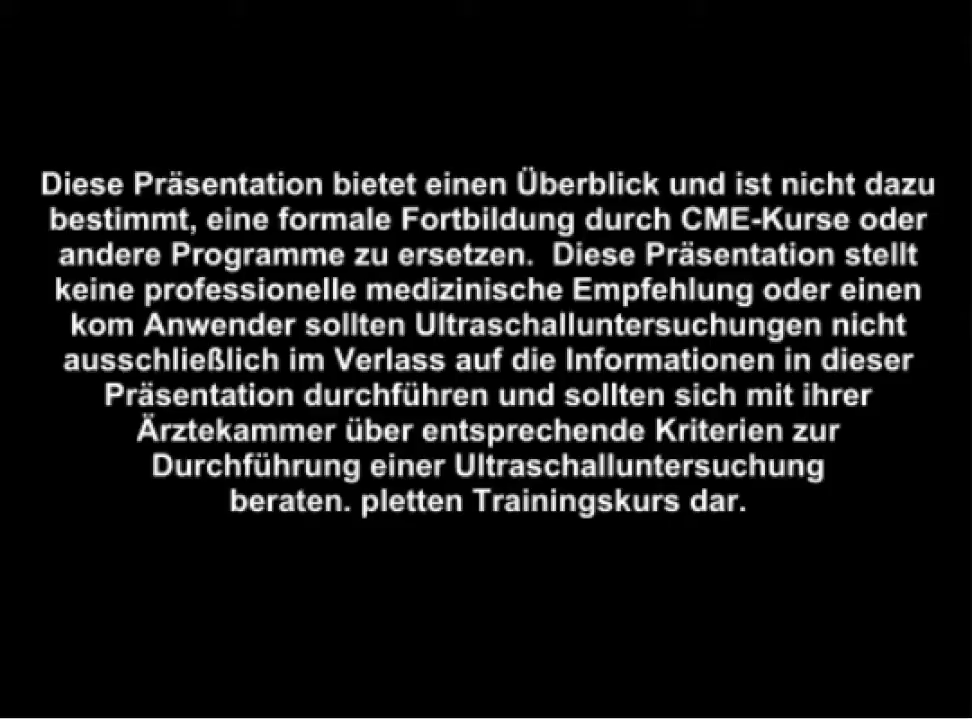 Diese Präsentation bietet einen Überblick und ist nicht dazu
bestimmt, eine formale Fortbildung durch CME-Kurse oder
andere Programme zu ersetzen.  Diese Präsentation stellt
keine professionelle medizinische Empfehlung oder einen
kom Anwender sollten Ultraschalluntersuchungen nicht
ausschließlich im Verlass auf die Informationen in dieser
Präsentation durchführen und sollten sich mit ihrer
Ärztekammer über entsprechende Kriterien zur
Durchführung einer Ultraschalluntersuchung
beraten. pletten Trainingskurs dar.